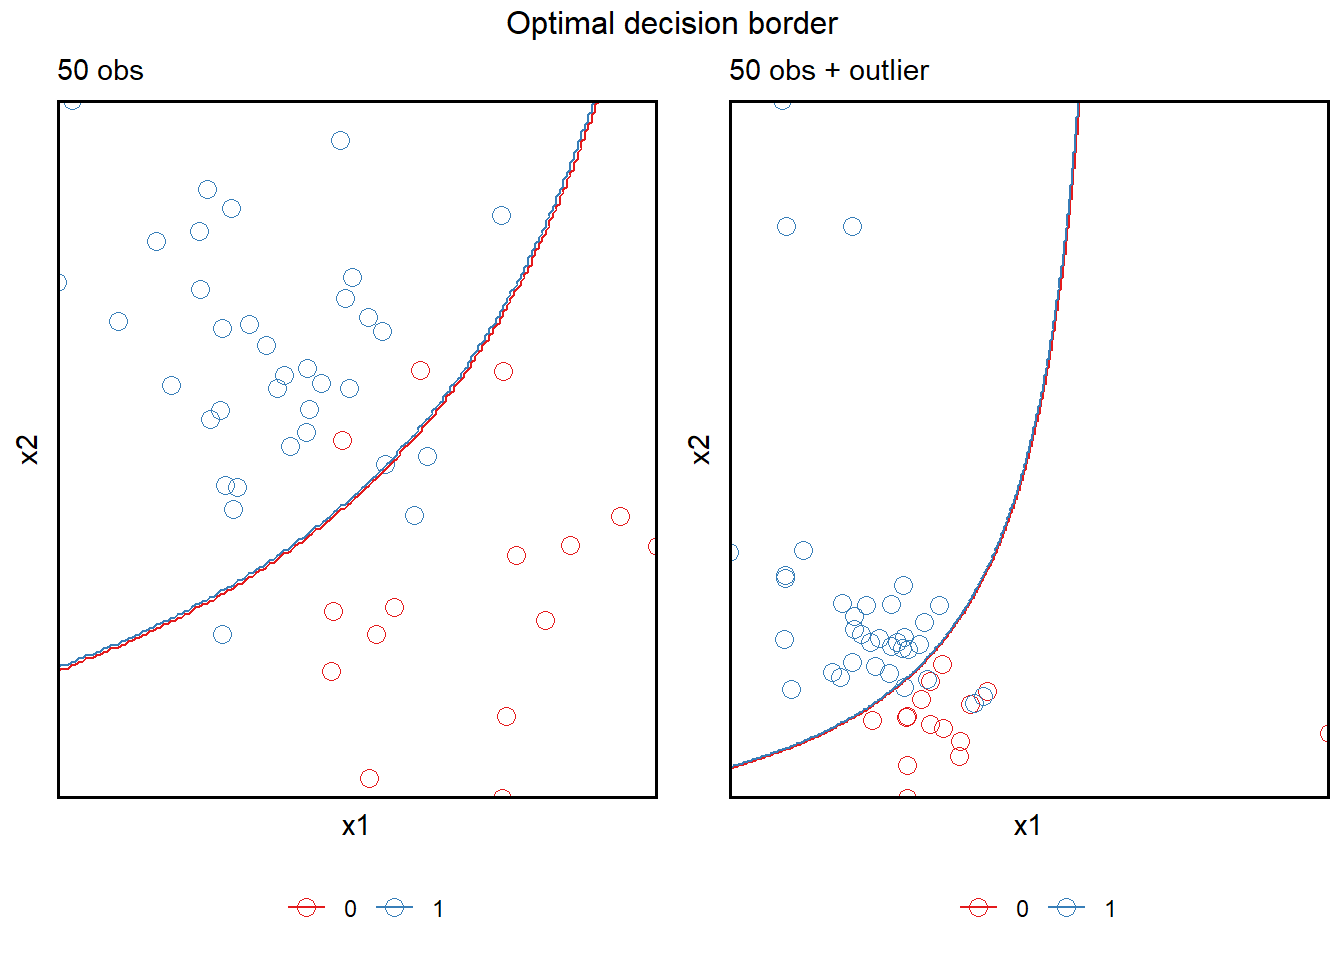 Optimal decision border
50 obs
50 obs + outlier
x2
x2
x1
x1
0 1
0 1